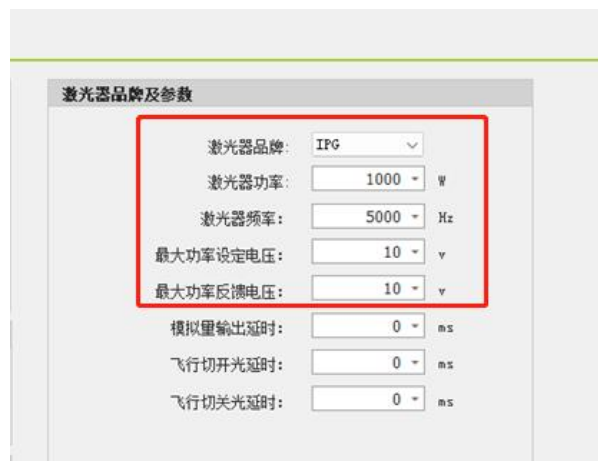 激光器品牌及参数
激光器品牌: IPG
激光器功率: 1000 W
激光器频率: 5000 Hz
最大功率设定电压: 10 v
最大功率反馈电压: 10 v
模拟量输出延时: 0 ms
飞行切开光延时: 0 ms
飞行切关光延时: 0 ms